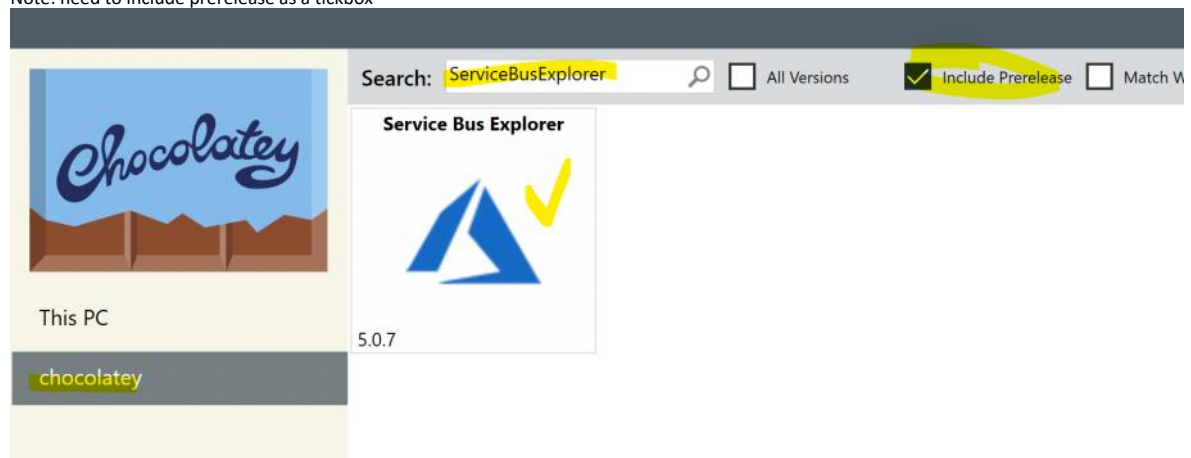 Note: need to include prerelease as a tickbox
Search: ServiceBusExplorer All Versions Include Prerelease Match W
Chocolatey
Service Bus Explorer
This PC
5.0.7
chocolatey